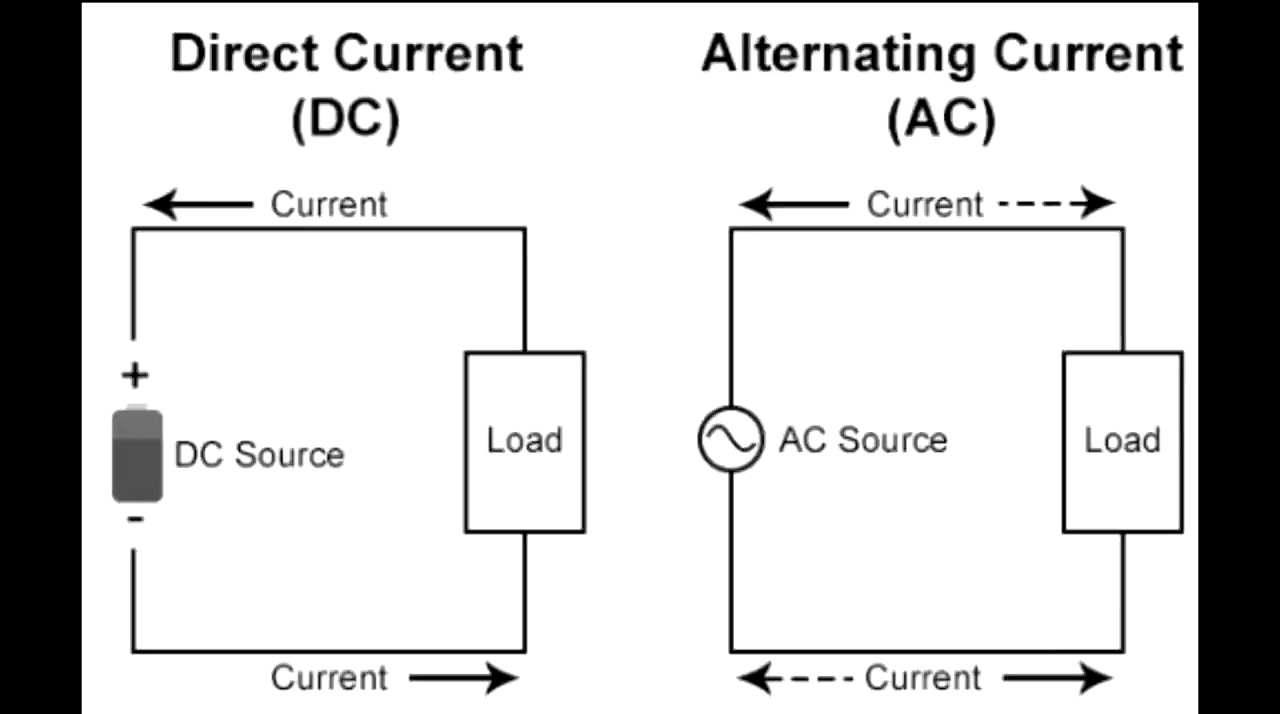 Direct Current
(DC)
Current
+
DC Source
-
Load
Current
Alternating Current
(AC)
Current
AC Source
Load
Current